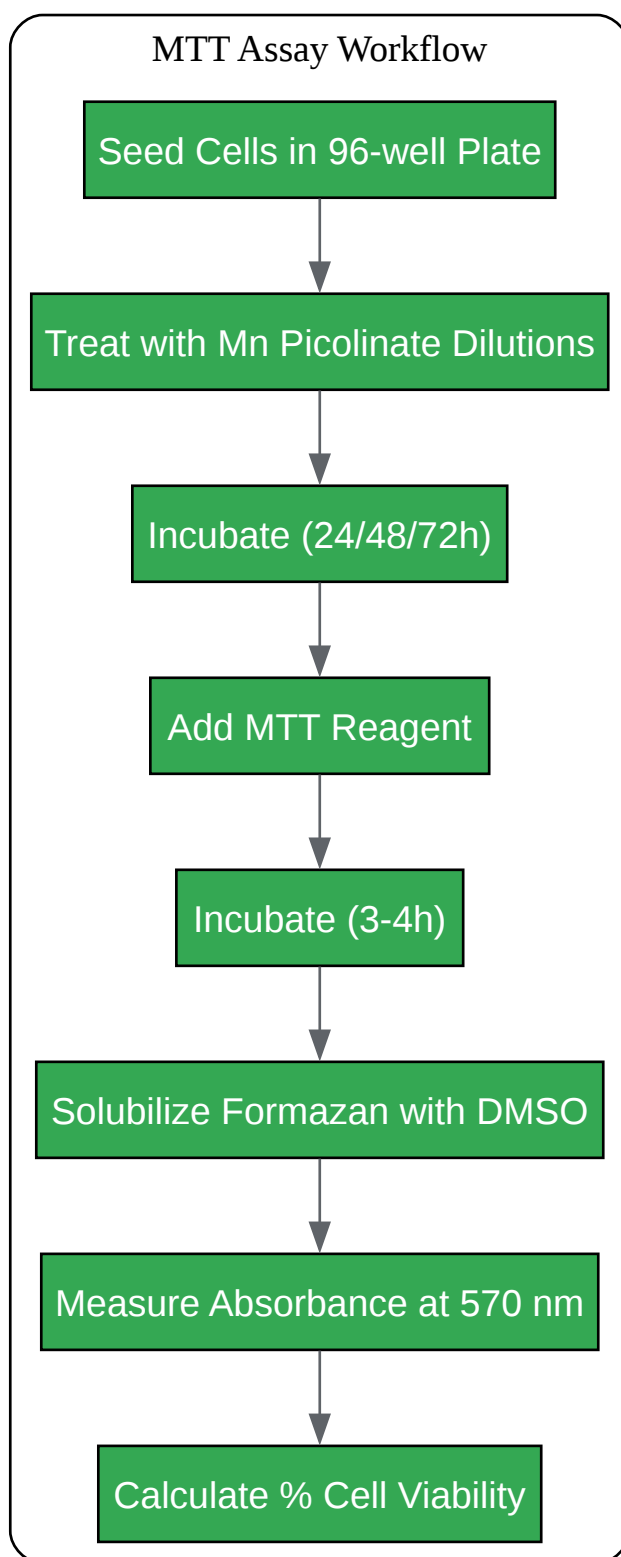 MTT Assay Workflow
Seed Cells in 96-well Plate
Treat with Mn Picolinate Dilutions
Incubate (24/48/72h)
Add MTT Reagent
Incubate (3-4h)
Solubilize Formazan with DMSO
Measure Absorbance at 570 nm
Calculate % Cell Viability